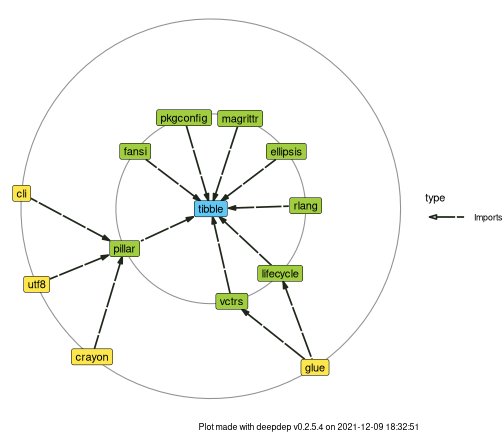 pkgconfig
magrittr
fansi
ellipsis
cli
type
rlang
tibble
Imports
pillar
lifecycle
utf8
vctrs
crayon
glue
Plot made with deepdep v0.2.5.4 on 2021-12-09 18:32:51